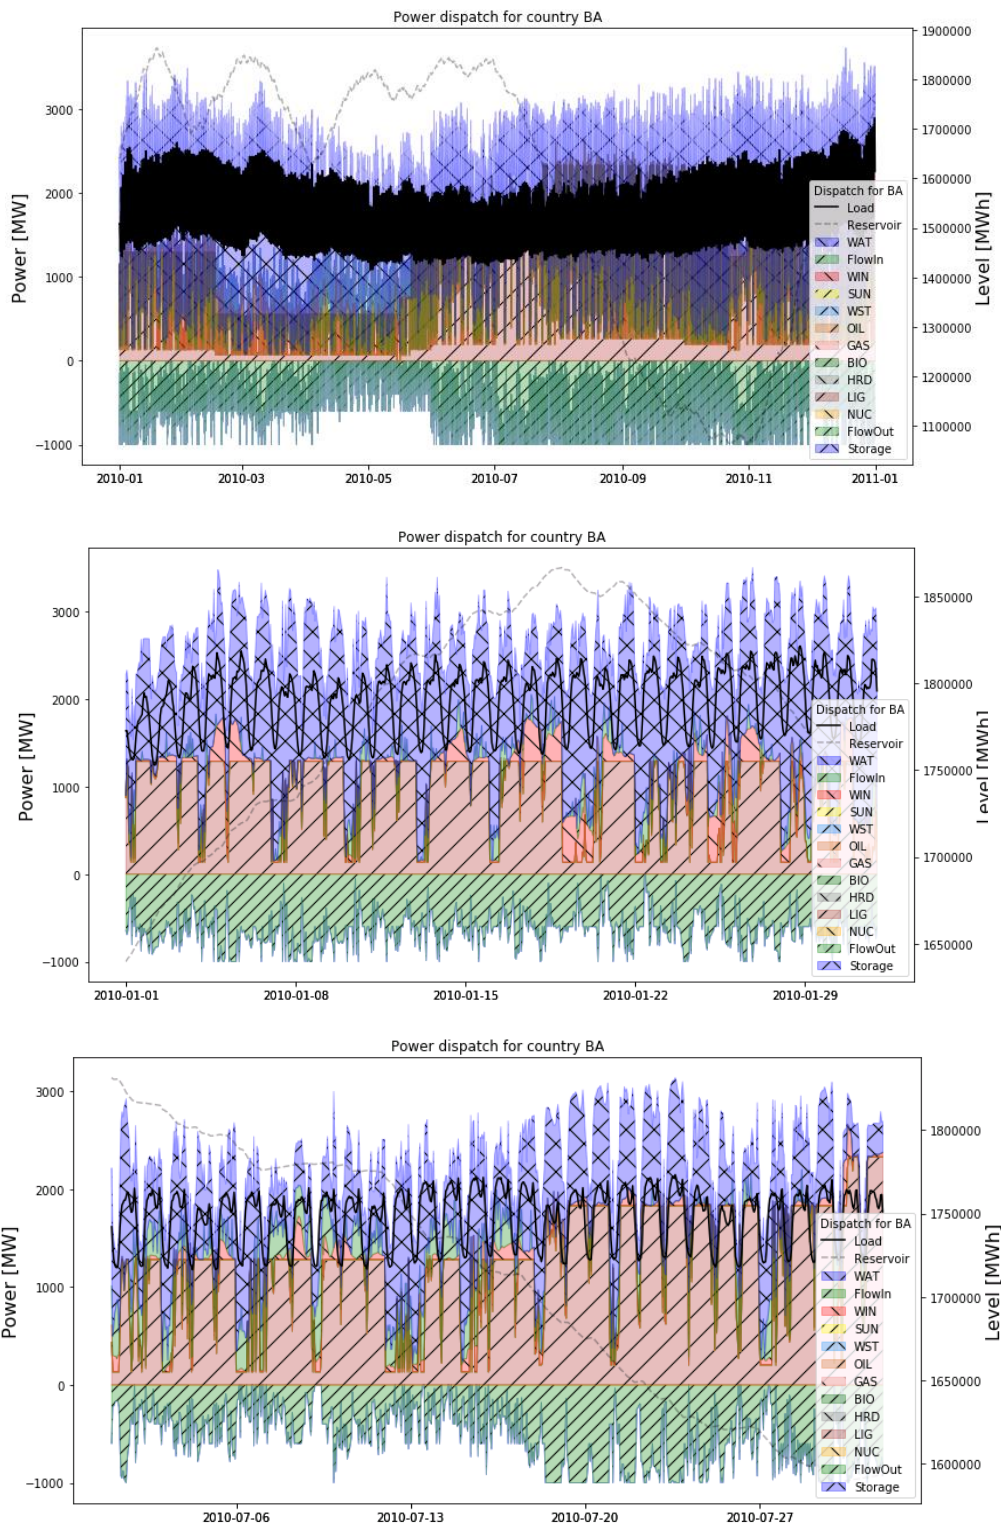 Power dispatch for country BA
Power [MW]
3000
2000
1000
0
−1000
2010-01
2010-03
2010-05
2010-07
2010-09
2010-11
2011-01
1900000
1800000
1700000
1600000
1500000
1400000
1300000
1200000
1100000
Level [MWh]
Dispatch for BA
Load
Reservoir
WAT
FlowIn
WIN
SUN
WST
OIL
GAS
BIO
HRD
LIG
NUC
FlowOut
Storage
Power dispatch for country BA
Power [MW]
3000
2000
1000
0
−1000
2010-01-01
2010-01-08
2010-01-15
2010-01-22
2010-01-29
1850000
1800000
1750000
1700000
1650000
Level [MWh]
Dispatch for BA
Load
Reservoir
WAT
FlowIn
WIN
SUN
WST
OIL
GAS
BIO
HRD
LIG
NUC
FlowOut
Storage
Power dispatch for country BA
Power [MW]
3000
2000
1000
0
−1000
2010-07-06
2010-07-13
2010-07-20
2010-07-27
1800000
1750000
1700000
1650000
1600000
Level [MWh]
Dispatch for BA
Load
Reservoir
WAT
FlowIn
WIN
SUN
WST
OIL
GAS
BIO
HRD
LIG
NUC
FlowOut
Storage